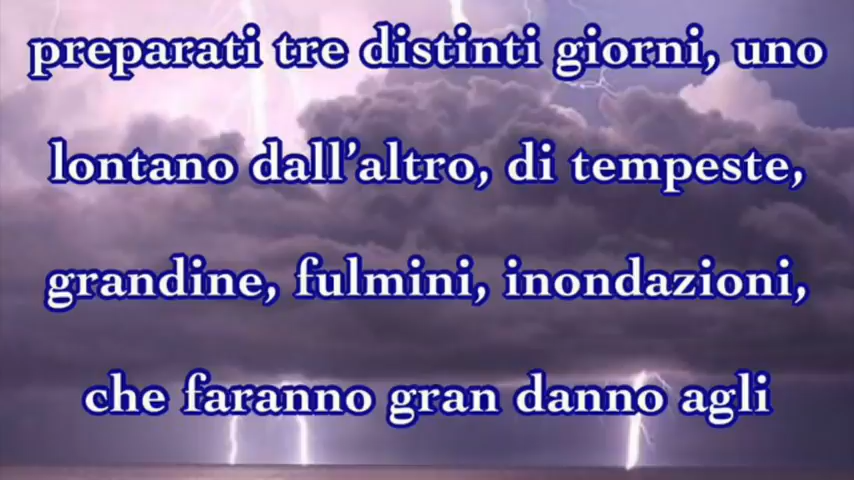 preparati tre distinti giorni, uno
lontano dall'altro, di tempeste,
grandine, fulmini, inondazioni,
che faranno gran danno agli